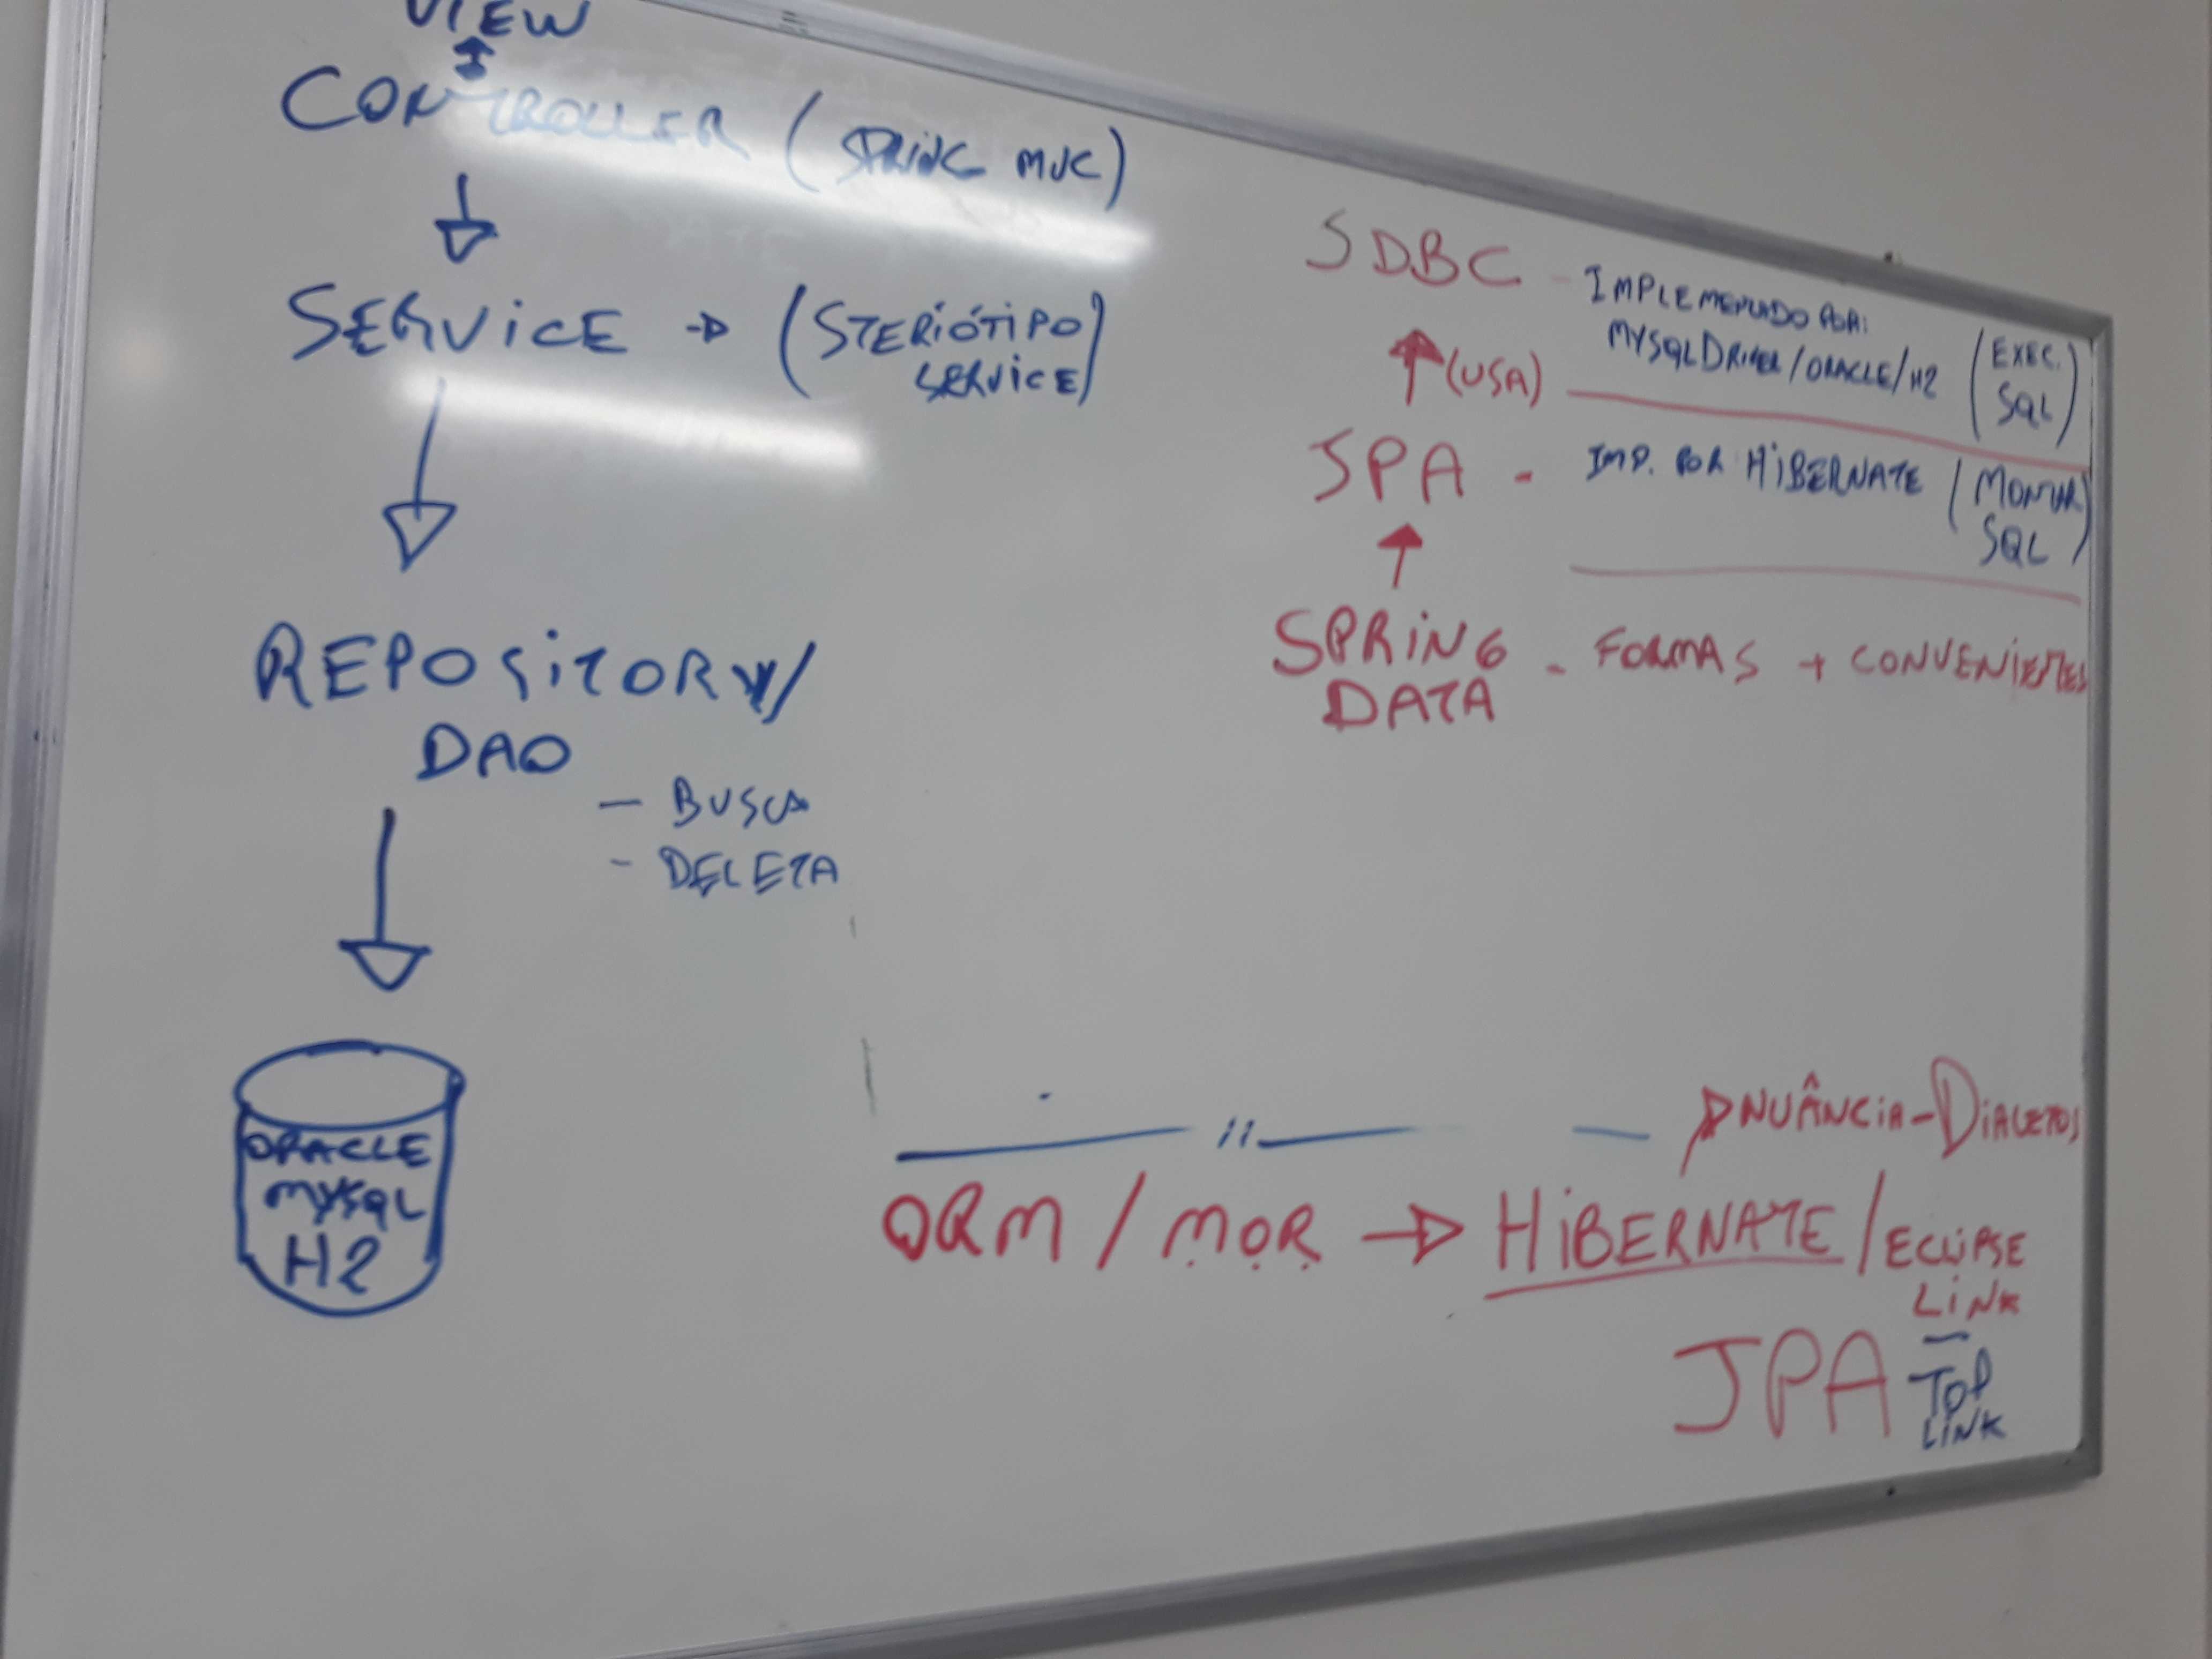 VIEW
CONTROLLER (SPRING MVC)
SERVICE (STERIÓTIPO
SERVICE)
REPOSITORY/
DAO
- BUSCA
- DELETA
ORACLE
MYSQL
H2
JDBC - IMPLEMENTADO POR:
MYSQL DRIVER/ORACLE/H2 (EXEC.
SQL)
(USA)
JPA - IMP. POR HIBERNATE (MONTAR
SQL)
SPRING
DATA - FORMAS + CONVENIENTES
NUÂNCIA - DIALETOS
ORM / M.O.R. HIBERNATE / ECLIPSE
LINK
JPA
TOP
LINK